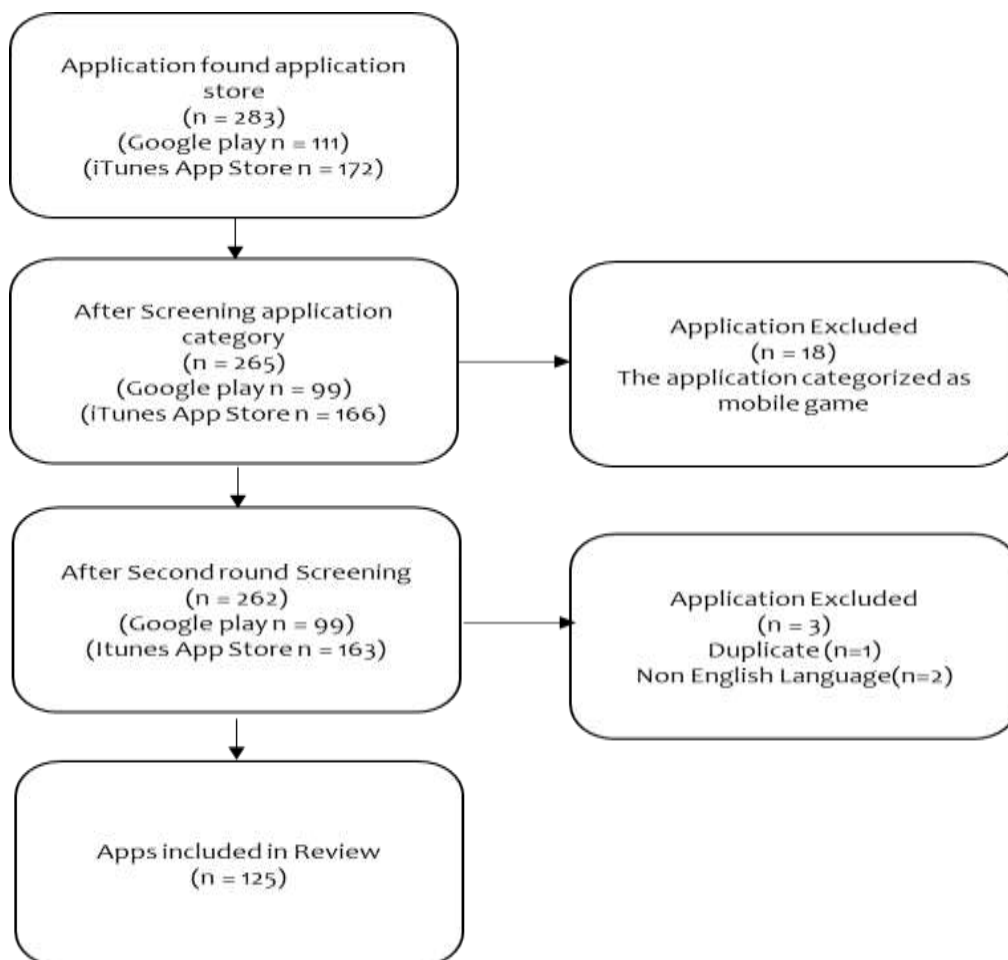 Application found application
store
(n = 283)
(Google play n = 111)
(iTunes App Store n = 172)
After Screening application
category
(n = 265)
(Google play n = 99)
(iTunes App Store n = 166)
Application Excluded
(n = 18)
The application categorized as
mobile game
After Second round Screening
(n = 262)
(Google play n = 99)
(Itunes App Store n = 163)
Application Excluded
(n = 3)
Duplicate (n=1)
Non English Language(n=2)
Apps included in Review
(n = 125)